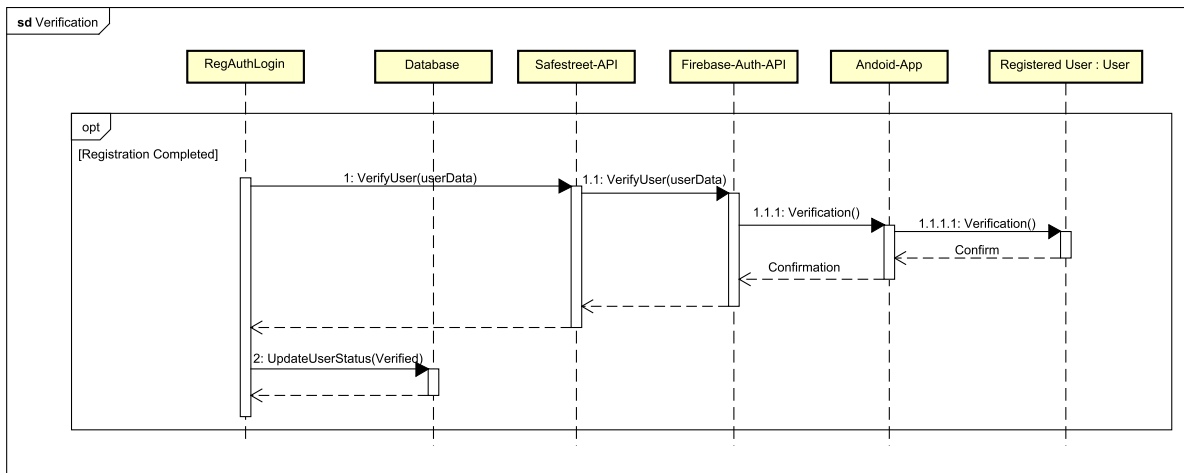 sd Verification
RegAuthLogin
Database
Safestreet-API
Firebase-Auth-API
Andoid-App
Registered User : User
opt
[Registration Completed]
1: VerifyUser(userData)
1.1: VerifyUser(userData)
1.1.1: Verification()
1.1.1.1: Verification()
Confirm
Confirmation
2: UpdateUserStatus(Verified)